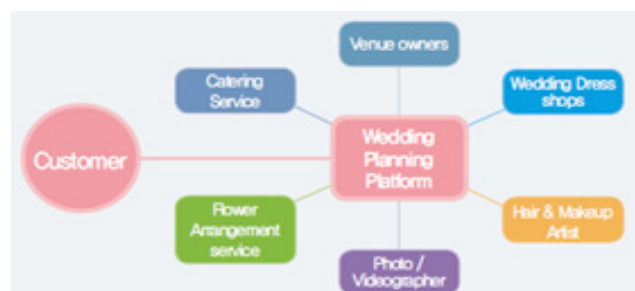 Venue owners
Catering
Service
Wedding Dress
shops
Customer
Wedding
Planning
Platform
Flower
Arrangement
service
Hair & Makeup
Artist
Photo /
Videographer